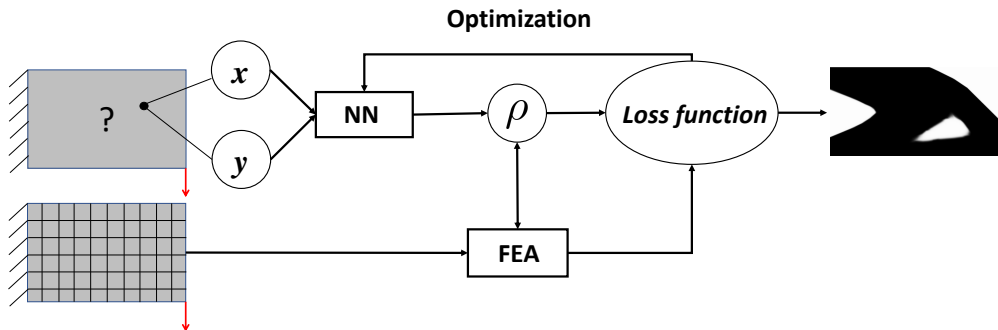 Optimization
x
?
NN
ρ
Loss function
y
FEA